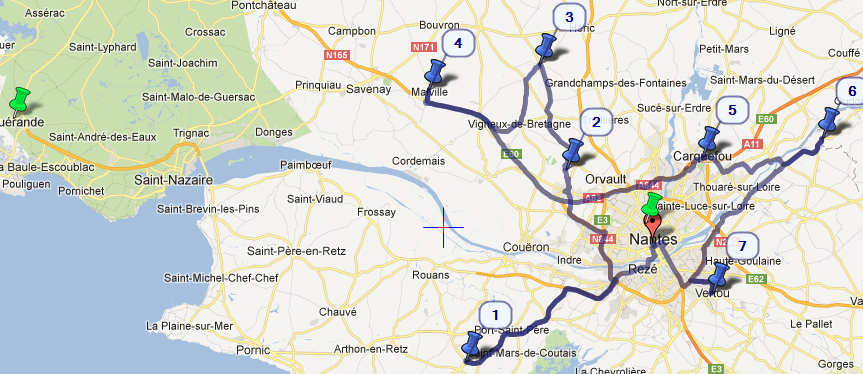 Pontchâteau
Nort-sur-Erdre
Assérac
Crossac
Campbon
Bouvron
3
Ligné
Saint-Lyphard
N171
4
Petit-Mars
Couffé
N165
Saint-Joachim
Prinquiau
Savenay
Malville
Grandchamps-des-Fontaines
Saint-Mars-du-Désert
6
Saint-Malo-de-Guersac
Sucé-sur-Erdre
5
E60
Saint-André-des-Eaux
Trignac
Donges
Vigneux-de-Bretagne
2
A11
La Baule-Escoublac
Paimbœuf
Cordemais
E60
Carquefou
Pouliguen
Pornichet
Saint-Nazaire
Orvault
A844
Thouaré-sur-Loire
Saint-Viaud
A82
Sainte-Luce-sur-Loire
Saint-Brevin-les-Pins
Frossay
E3
Saint-Père-en-Retz
Couëron
N844
Nantes
7
Indre
Haute-Goulaine
Saint-Michel-Chef-Chef
Rouans
Rezé
E62
Vertou
Chauvé
1
La Plaine-sur-Mer
Port-Saint-Père
Le Pallet
Pornic
Arthon-en-Retz
Saint-Mars-de-Coutais
La Chevrolière
E3